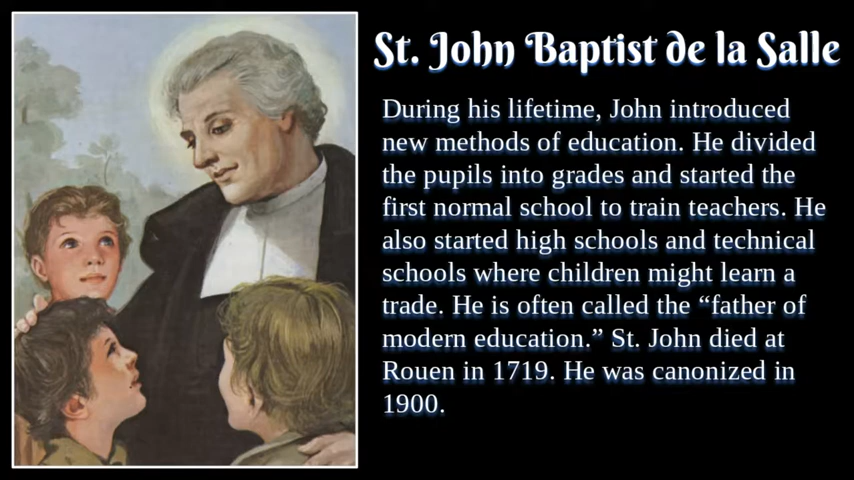 St. John Baptist de la Salle
During his lifetime, John introduced
new methods of education. He divided
the pupils into grades and started the
first normal school to train teachers. He
also started high schools and technical
schools where children might learn a
trade. He is often called the “father of
modern education.” St. John died at
Rouen in 1719. He was canonized in
1900.